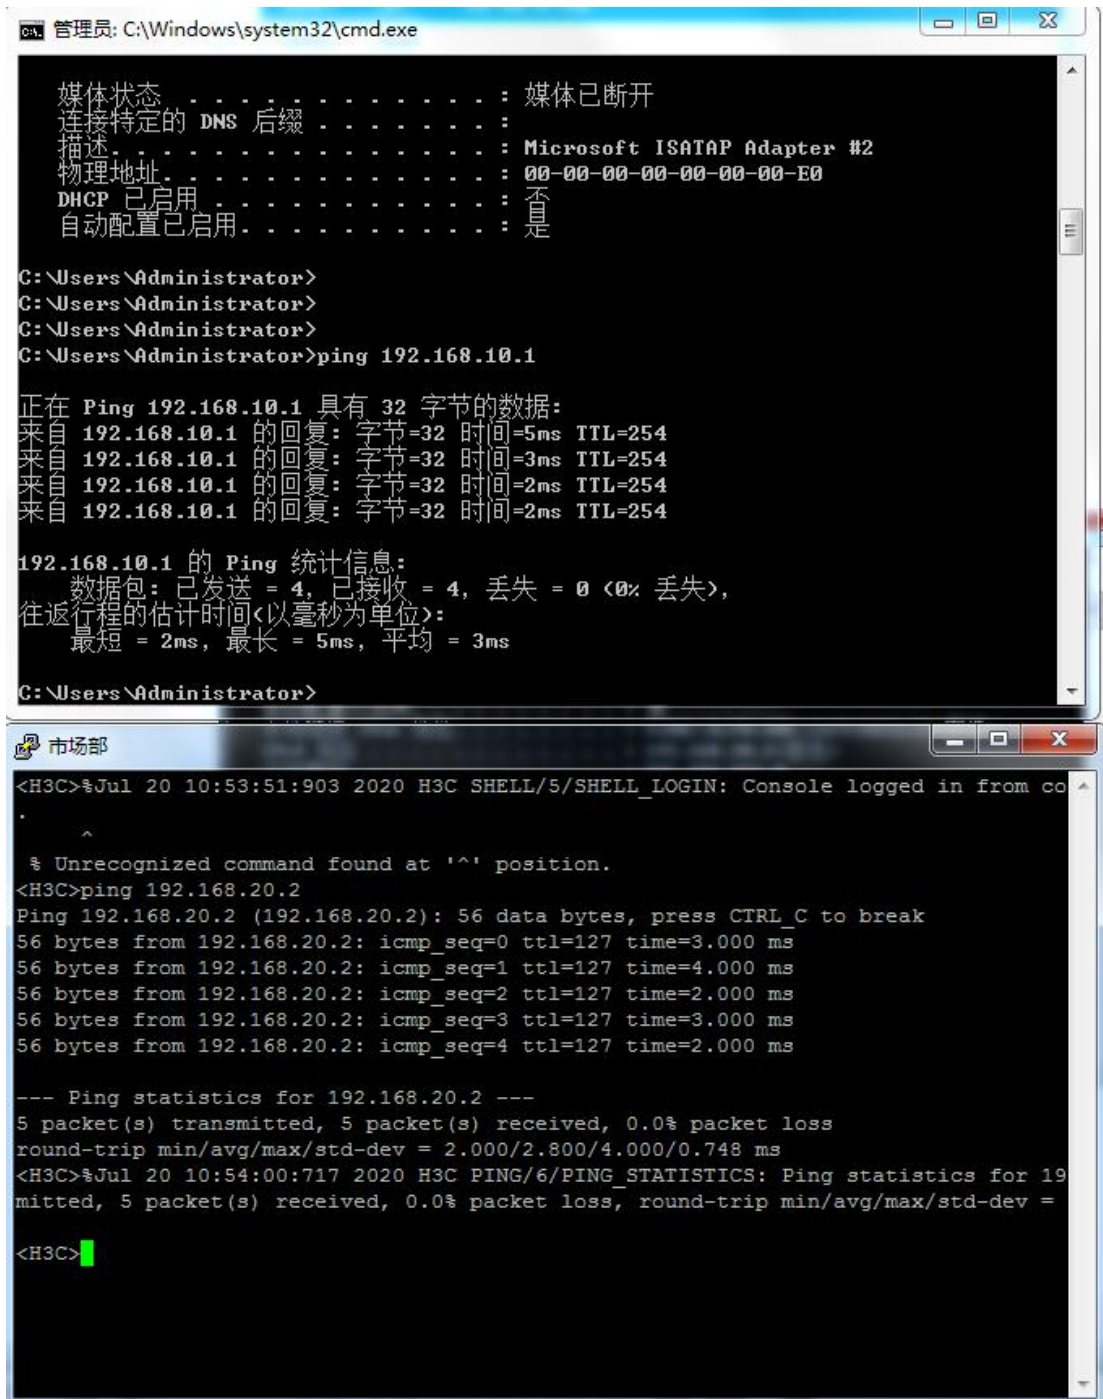 管理员: C:\Windows\system32\cmd.exe
媒体状态 . . . . . . . . . . . . : 媒体已断开
连接特定的 DNS 后缀 . . . . . . . :
描述. . . . . . . . . . . . . . . : Microsoft ISATAP Adapter #2
物理地址. . . . . . . . . . . . . : 00-00-00-00-00-00-00-E0
DHCP 已启用 . . . . . . . . . . . : 否
自动配置已启用. . . . . . . . . . : 是
C:\Users\Administrator>
C:\Users\Administrator>
C:\Users\Administrator>
C:\Users\Administrator>ping 192.168.10.1
正在 Ping 192.168.10.1 具有 32 字节的数据:
来自 192.168.10.1 的回复: 字节=32 时间=5ms TTL=254
来自 192.168.10.1 的回复: 字节=32 时间=3ms TTL=254
来自 192.168.10.1 的回复: 字节=32 时间=2ms TTL=254
来自 192.168.10.1 的回复: 字节=32 时间=2ms TTL=254
192.168.10.1 的 Ping 统计信息:
数据包: 已发送 = 4, 已接收 = 4, 丢失 = 0 (0% 丢失),
往返行程的估计时间(以毫秒为单位):
最短 = 2ms, 最长 = 5ms, 平均 = 3ms
C:\Users\Administrator>
市场部
<H3C>%Jul 20 10:53:51:903 2020 H3C SHELL/5/SHELL_LOGIN: Console logged in from co
.
^
% Unrecognized command found at '^' position.
<H3C>ping 192.168.20.2
Ping 192.168.20.2 (192.168.20.2): 56 data bytes, press CTRL_C to break
56 bytes from 192.168.20.2: icmp_seq=0 ttl=127 time=3.000 ms
56 bytes from 192.168.20.2: icmp_seq=1 ttl=127 time=4.000 ms
56 bytes from 192.168.20.2: icmp_seq=2 ttl=127 time=2.000 ms
56 bytes from 192.168.20.2: icmp_seq=3 ttl=127 time=3.000 ms
56 bytes from 192.168.20.2: icmp_seq=4 ttl=127 time=2.000 ms
--- Ping statistics for 192.168.20.2 ---
5 packet(s) transmitted, 5 packet(s) received, 0.0% packet loss
round-trip min/avg/max/std-dev = 2.000/2.800/4.000/0.748 ms
<H3C>%Jul 20 10:54:00:717 2020 H3C PING/6/PING_STATISTICS: Ping statistics for 19
mitted, 5 packet(s) received, 0.0% packet loss, round-trip min/avg/max/std-dev =
<H3C>